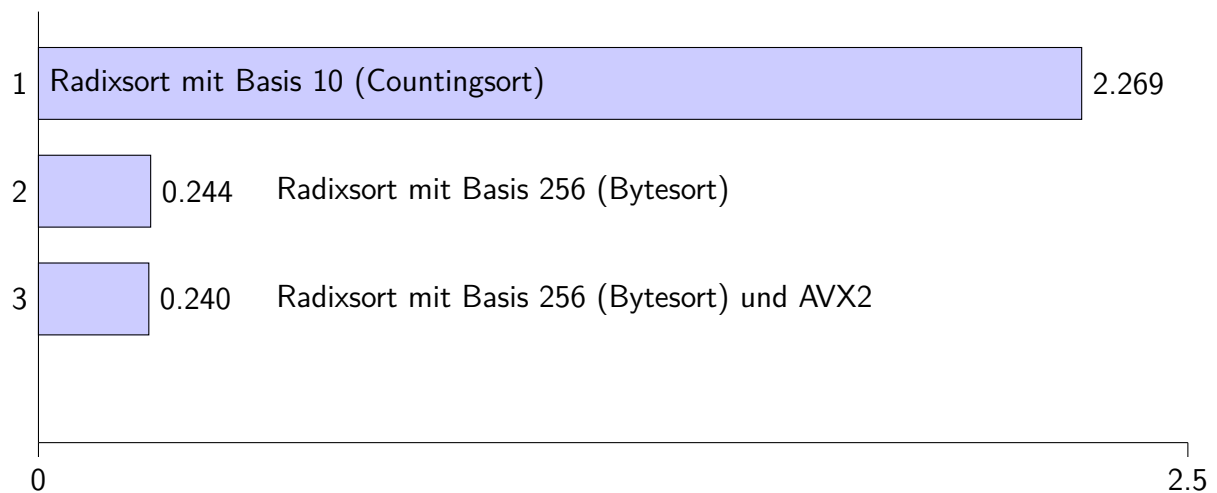 1 Radixsort mit Basis 10 (Countingsort) 2.269
2 0.244 Radixsort mit Basis 256 (Bytesort)
3 0.240 Radixsort mit Basis 256 (Bytesort) und AVX2
0 2.5